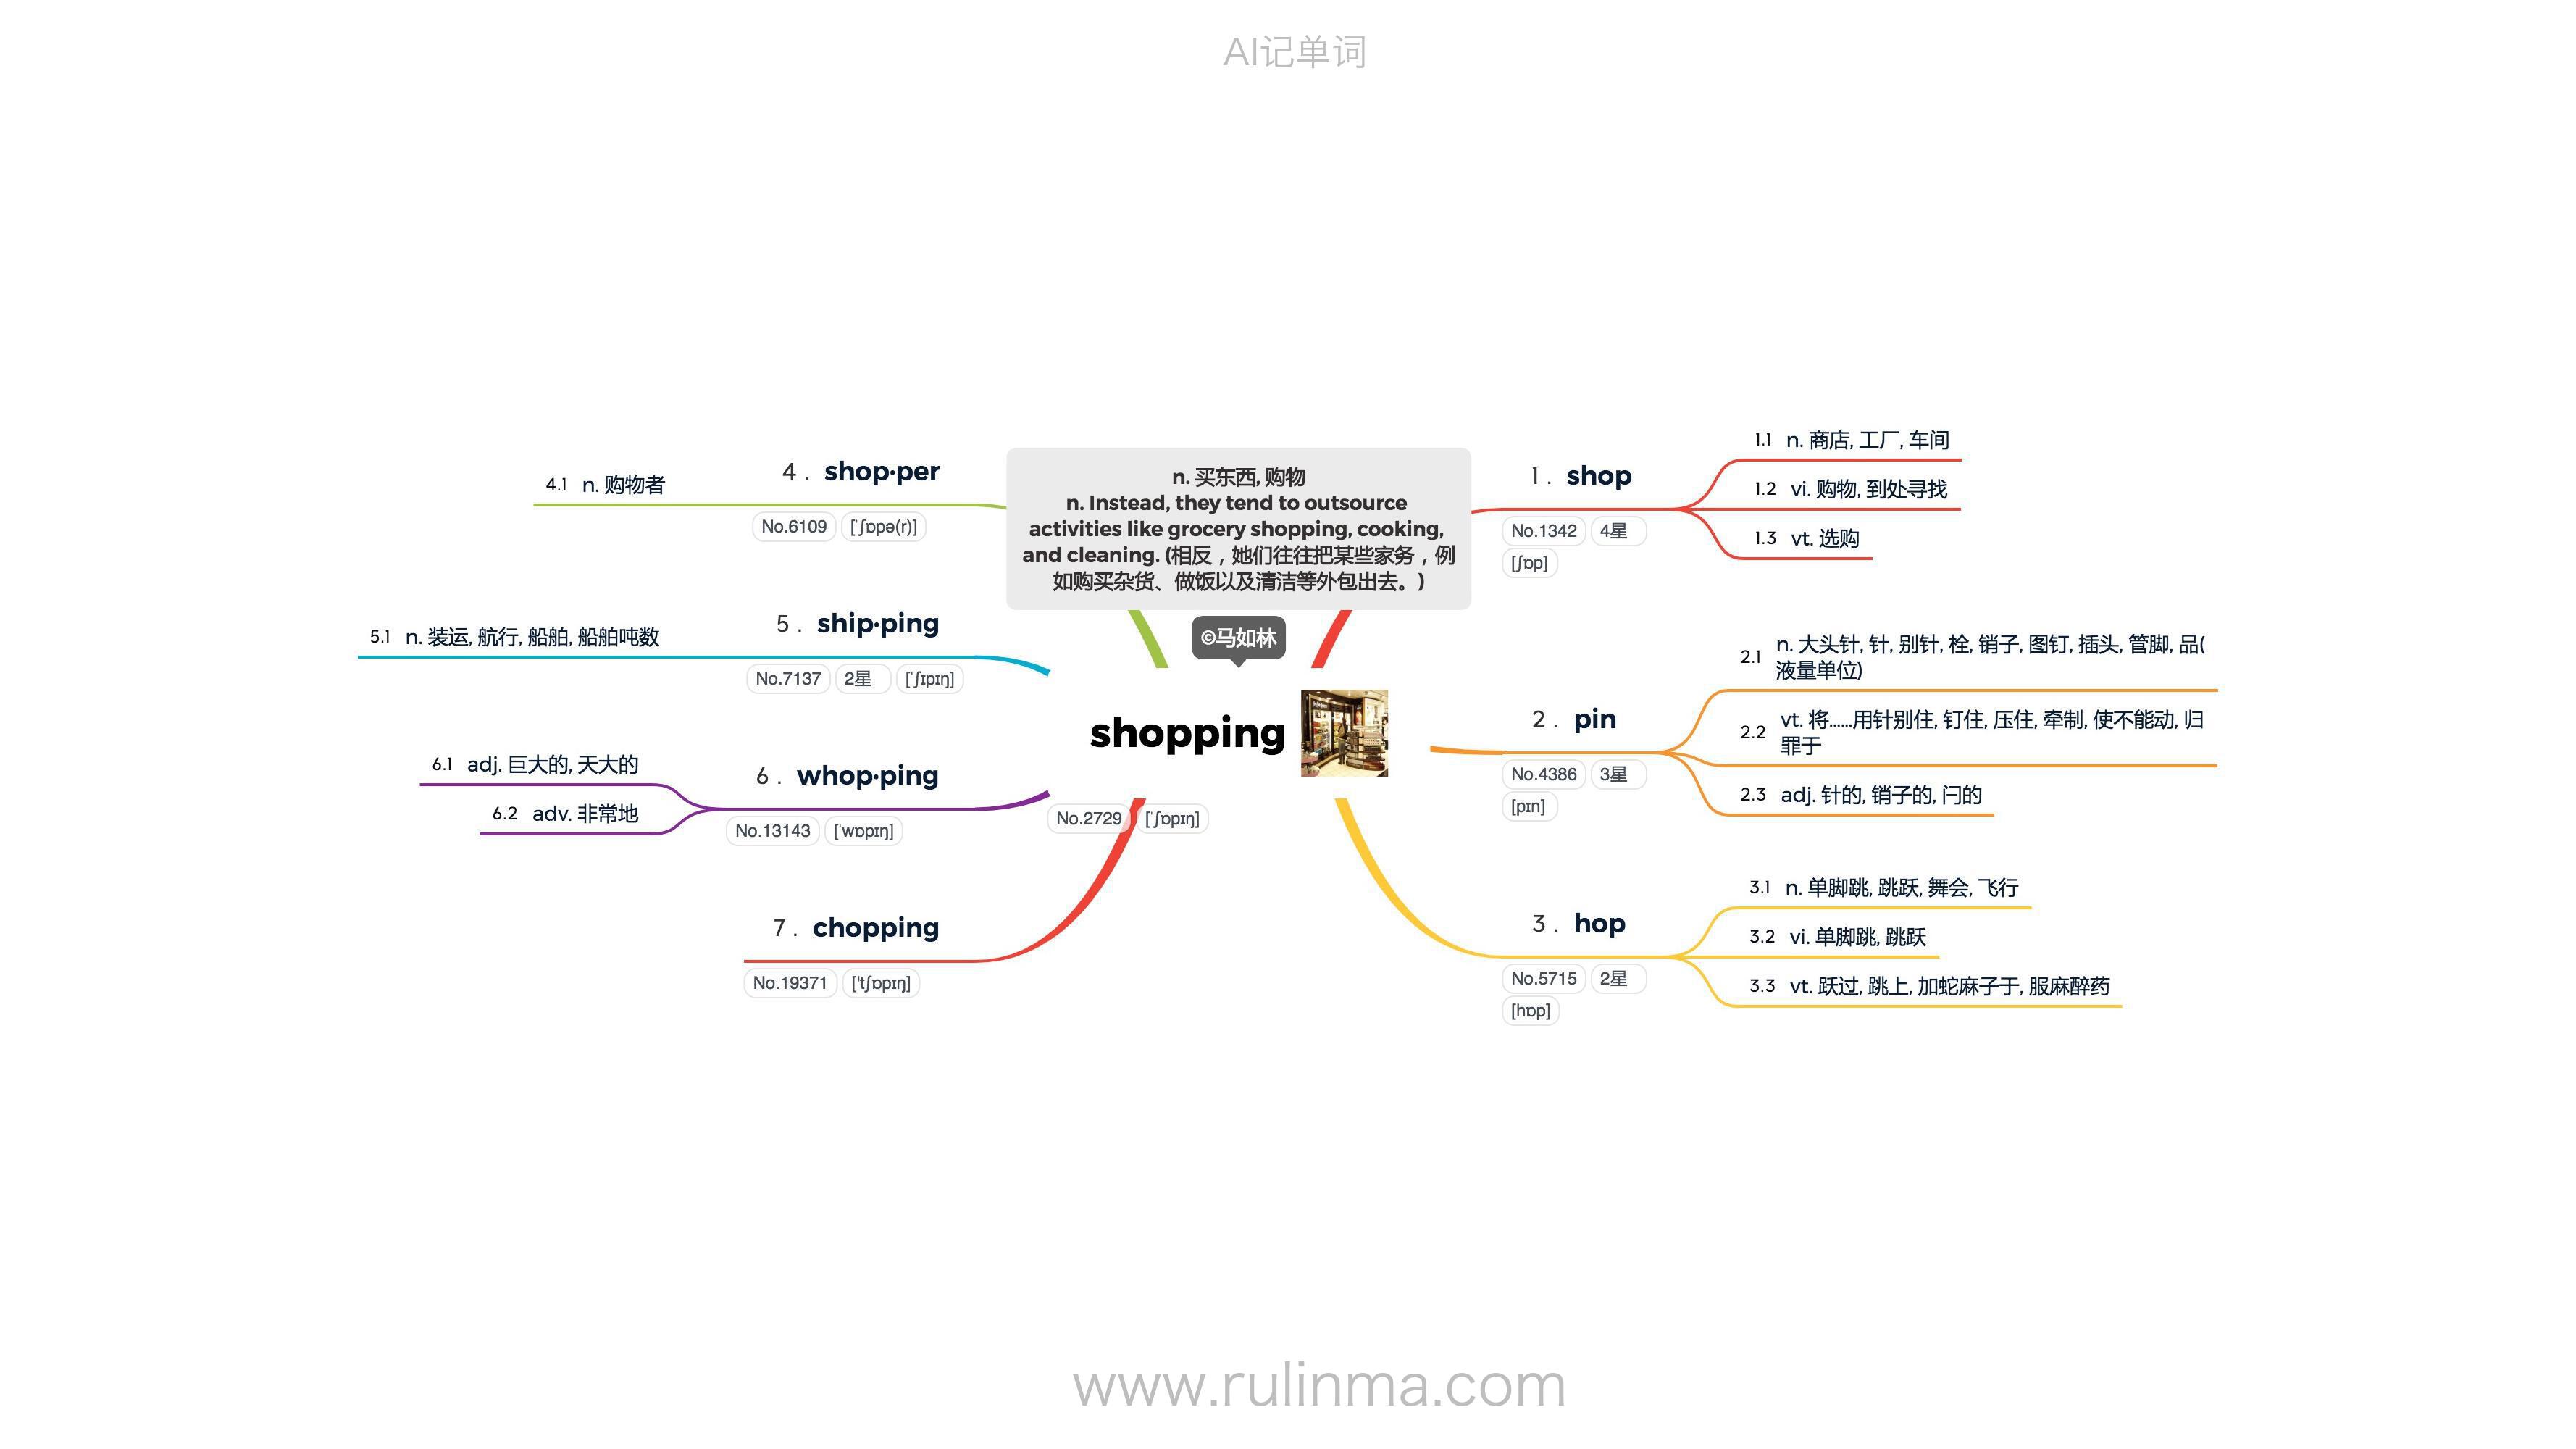 AI记单词
n. 买东西, 购物
n. Instead, they tend to outsource
activities like grocery shopping, cooking,
and cleaning. (相反，她们往往把某些家务，例
如购买杂货、做饭以及清洁等外包出去。)
©马如林
shopping
No.2729 [ˈʃɒpɪŋ]
1 . shop
No.1342 4星
[ʃɒp]
1.1 n. 商店, 工厂, 车间
1.2 vi. 购物, 到处寻找
1.3 vt. 选购
2 . pin
No.4386 3星
[pɪn]
2.1 n. 大头针, 针, 别针, 栓, 销子, 图钉, 插头, 管脚, 品(
液量单位)
2.2 vt. 将......用针别住, 钉住, 压住, 牵制, 使不能动, 归
罪于
2.3 adj. 针的, 销子的, 闩的
3 . hop
No.5715 2星
[hɒp]
3.1 n. 单脚跳, 跳跃, 舞会, 飞行
3.2 vi. 单脚跳, 跳跃
3.3 vt. 跃过, 跳上, 加蛇麻子于, 服麻醉药
4 . shop·per
No.6109 [ˈʃɒpə(r)]
4.1 n. 购物者
5 . ship·ping
No.7137 2星 [ˈʃɪpɪŋ]
5.1 n. 装运, 航行, 船舶, 船舶吨数
6 . whop·ping
No.13143 [ˈwɒpɪŋ]
6.1 adj. 巨大的, 天大的
6.2 adv. 非常地
7 . chopping
No.19371 ['tʃɒpɪŋ]
www.rulinma.com